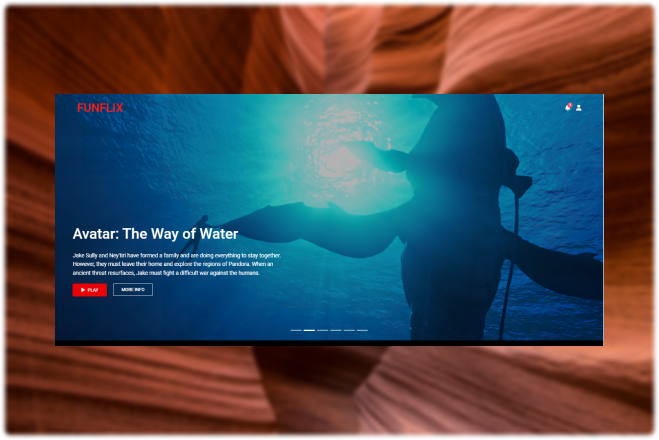 FUNFLIX
Avatar: The Way of Water
Jake Sully and Ney'tiri have formed a family and are doing everything to stay together.
However, they must leave their home and explore the regions of Pandora. When an
ancient threat resurfaces, Jake must fight a difficult war against the humans.
PLAY
MORE INFO